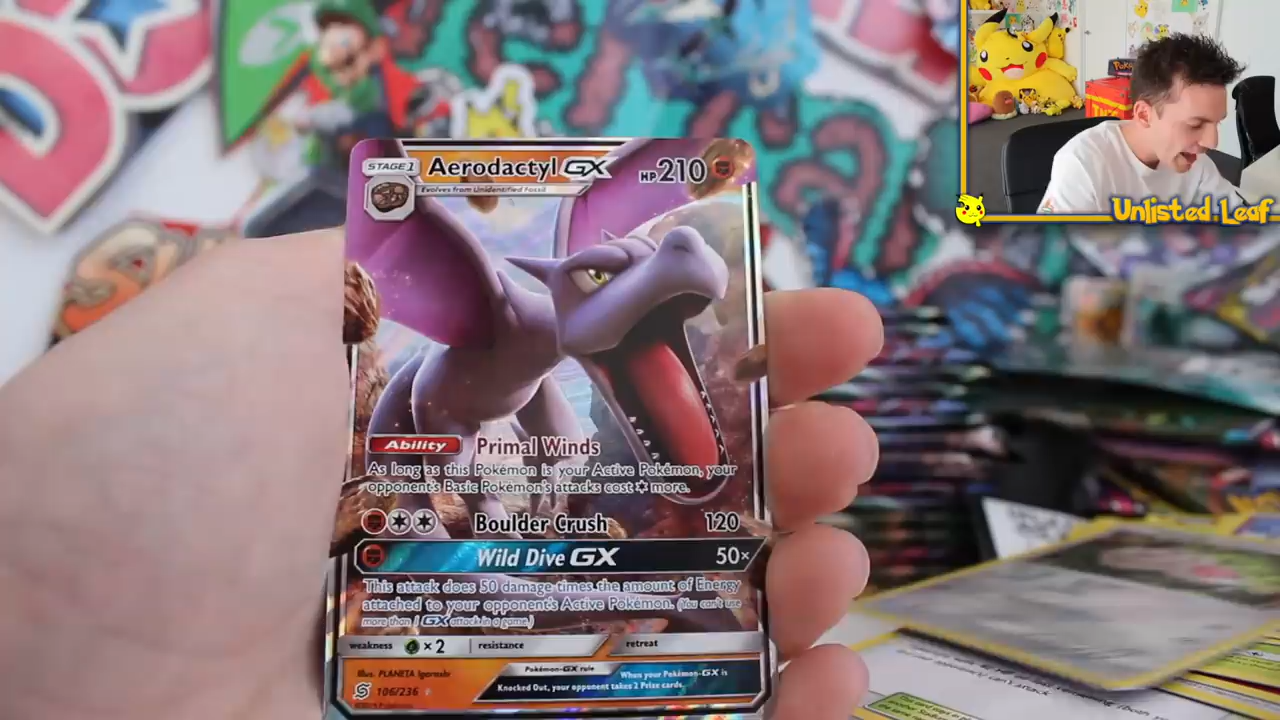 STAGE 1 Aerodactyl GX HP 210
Evolves from Unidentified Fossil
Ability Primal Winds
As long as this Pokémon is your Active Pokémon, your
opponent's Basic Pokémon's attacks cost more.
Boulder Crush 120
Wild Dive GX 50×
This attack does 50 damage times the amount of Energy
attached to your opponent's Active Pokémon. (You can't use
more than 1 GX attack in a game.)
weakness ×2 resistance retreat
Illus. PLANETA Igarashi
106/236
Pokémon-GX rule When your Pokémon-GX is
Knocked Out, your opponent takes 2 Prize cards.
Unlisted.Leaf